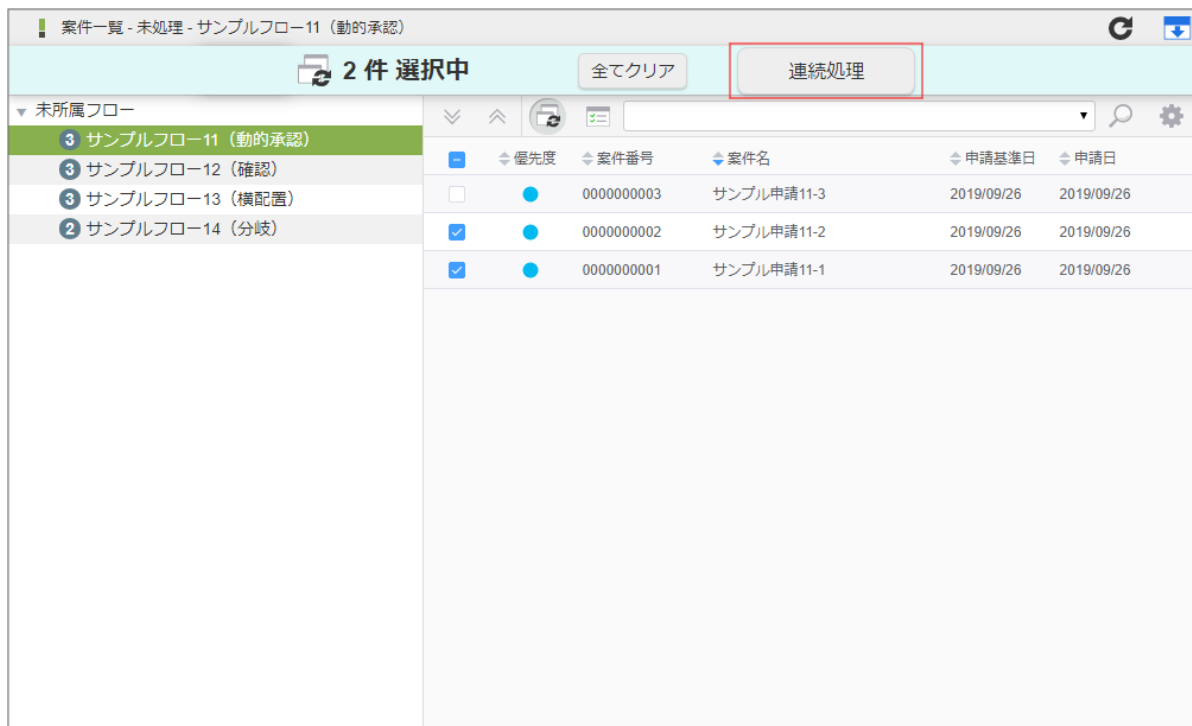 案件一覧 - 未処理 - サンプルフロー11（動的承認）
2 件 選択中 全てクリア 連続処理
未所属フロー
3 サンプルフロー11（動的承認）
3 サンプルフロー12（確認）
3 サンプルフロー13（横配置）
2 サンプルフロー14（分岐）
優先度 案件番号 案件名 申請基準日 申請日
0000000003 サンプル申請11-3 2019/09/26 2019/09/26
0000000002 サンプル申請11-2 2019/09/26 2019/09/26
0000000001 サンプル申請11-1 2019/09/26 2019/09/26